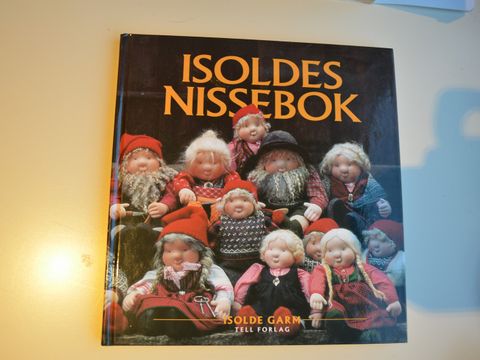 ISOLDES
NISSEBOK
ISOLDE GARM
TELL FORLAG